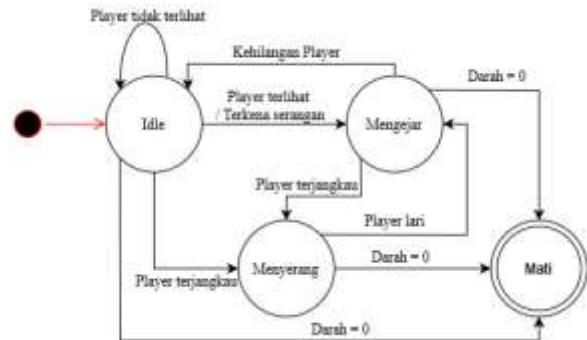 Player tidak terlihat
Kehilangan Player
Darah = 0
Player terlihat
/ Terkena serangan
Idle
Mengejar
Player terjangkau
Player lari
Menyerang
Darah = 0
Mati
Player terjangkau
Darah = 0